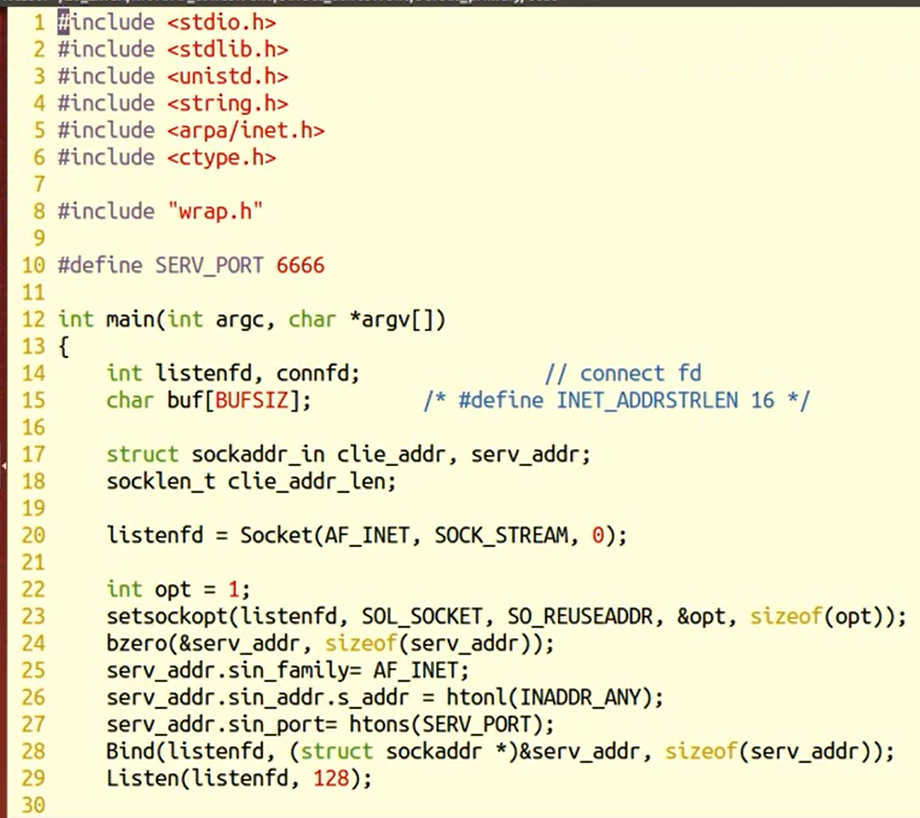 1 #include <stdio.h>
2 #include <stdlib.h>
3 #include <unistd.h>
4 #include <string.h>
5 #include <arpa/inet.h>
6 #include <ctype.h>
7
8 #include "wrap.h"
9
10 #define SERV_PORT 6666
11
12 int main(int argc, char *argv[])
13 {
14     int listenfd, connfd;               // connect fd
15     char buf[BUFSIZ];         /* #define INET_ADDRSTRLEN 16 */
16
17     struct sockaddr_in clie_addr, serv_addr;
18     socklen_t clie_addr_len;
19
20     listenfd = Socket(AF_INET, SOCK_STREAM, 0);
21
22     int opt = 1;
23     setsockopt(listenfd, SOL_SOCKET, SO_REUSEADDR, &opt, sizeof(opt));
24     bzero(&serv_addr, sizeof(serv_addr));
25     serv_addr.sin_family= AF_INET;
26     serv_addr.sin_addr.s_addr = htonl(INADDR_ANY);
27     serv_addr.sin_port= htons(SERV_PORT);
28     Bind(listenfd, (struct sockaddr *)&serv_addr, sizeof(serv_addr));
29     Listen(listenfd, 128);
30